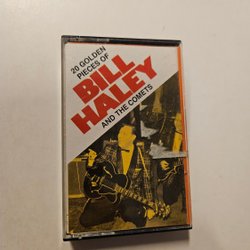 20 GOLDEN
PIECES OF
BILL
HALEY
AND THE COMETS